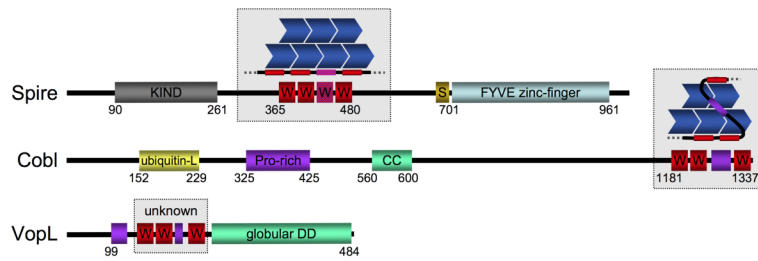 Spire KIND W W W W S FYVE zinc-finger
90 261 365 480 701 961
Cobl ubiquitin-L Pro-rich CC W W W
152 229 325 425 560 600 1181 1337
unknown
VopL W W W globular DD
99 484